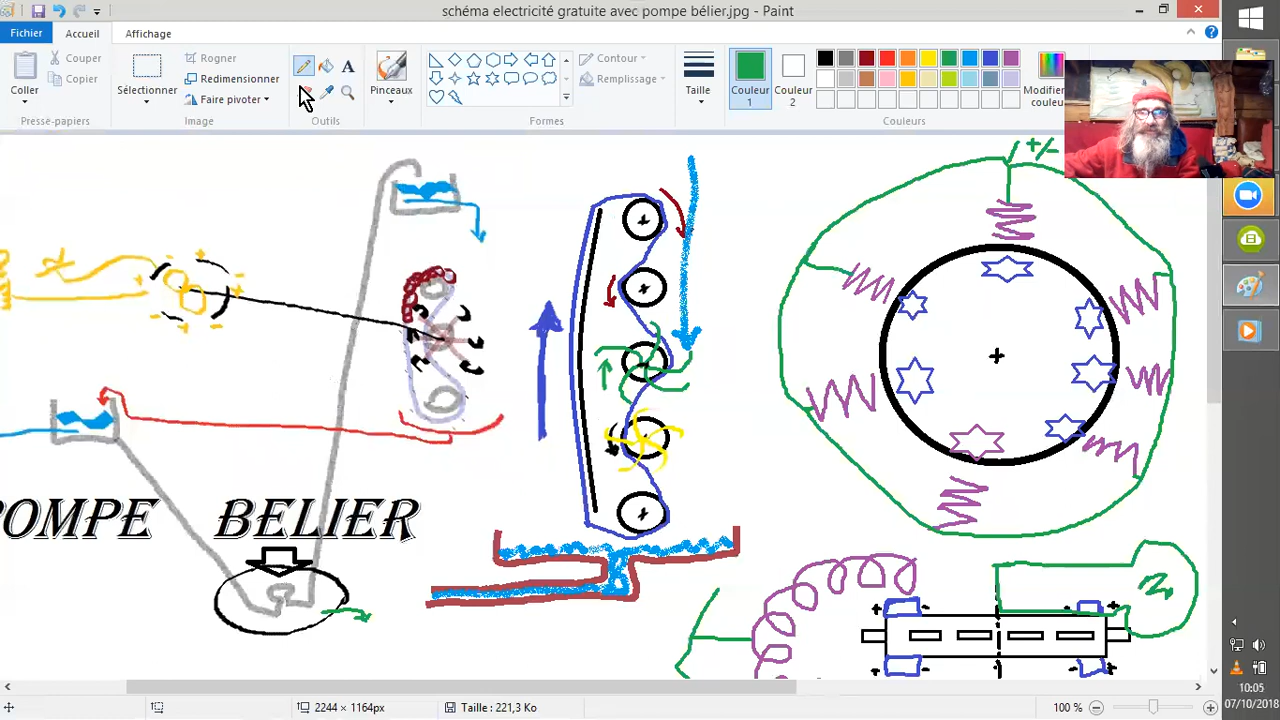 schéma electricité gratuite avec pompe bélier.jpg - Paint
Fichier
Accueil
Affichage
Coller
Couper
Copier
Presse-papiers
Sélectionner
Rogner
Redimensionner
Faire pivoter
Image
A
Outils
Pinceaux
Contour
Remplissage
Formes
Taille
Couleur
1
Couleur
2
Modifier
Couleurs
+/-
POMPE BELIER
+ - +
+ - - +
2244 × 1164px
Taille : 221,3 Ko
100 %
10:05
07/10/2018